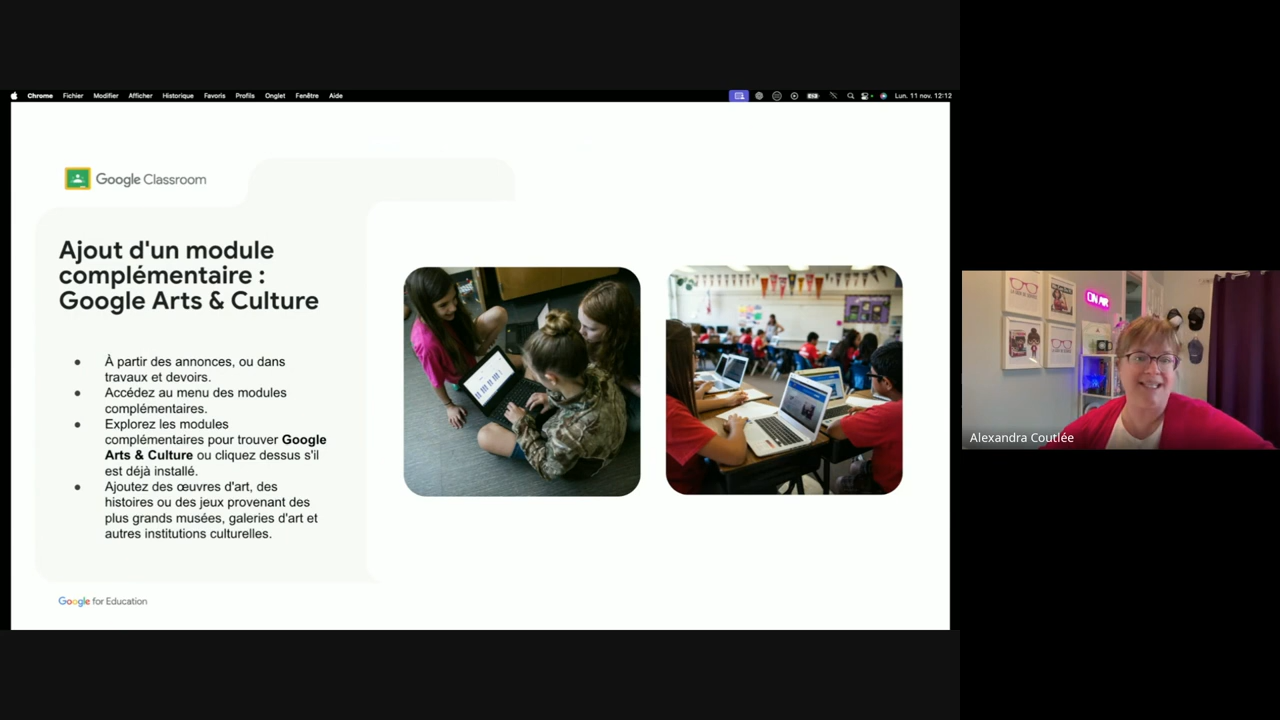 Chrome Fichier Modifier Afficher Historique Favoris Profils Onglet Fenêtre Aide
Lun. 11 nov. 12:12
Google Classroom
Ajout d'un module
complémentaire :
Google Arts & Culture
● À partir des annonces, ou dans
travaux et devoirs.
● Accédez au menu des modules
complémentaires.
● Explorez les modules
complémentaires pour trouver Google
Arts & Culture ou cliquez dessus s'il
est déjà installé.
● Ajoutez des œuvres d'art, des
histoires ou des jeux provenant des
plus grands musées, galeries d'art et
autres institutions culturelles.
Google for Education
ON AIR
Alexandra Coutlée